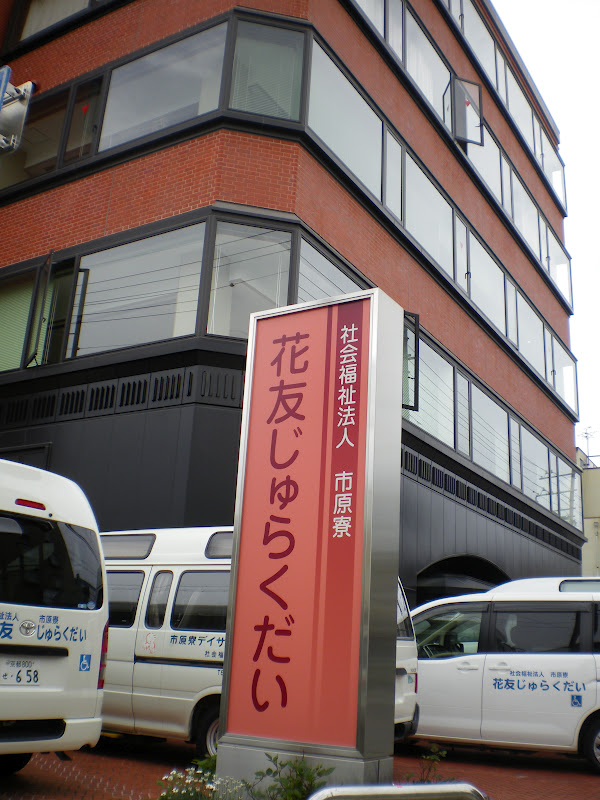 社会福祉法人 市原寮
花友じゅらくだい
祉法人 市原寮
友 じゅらくだい
京都800
せ・658
市原寮デイサ
社会福
社会福祉法人 市原寮
花友じゅらくだい